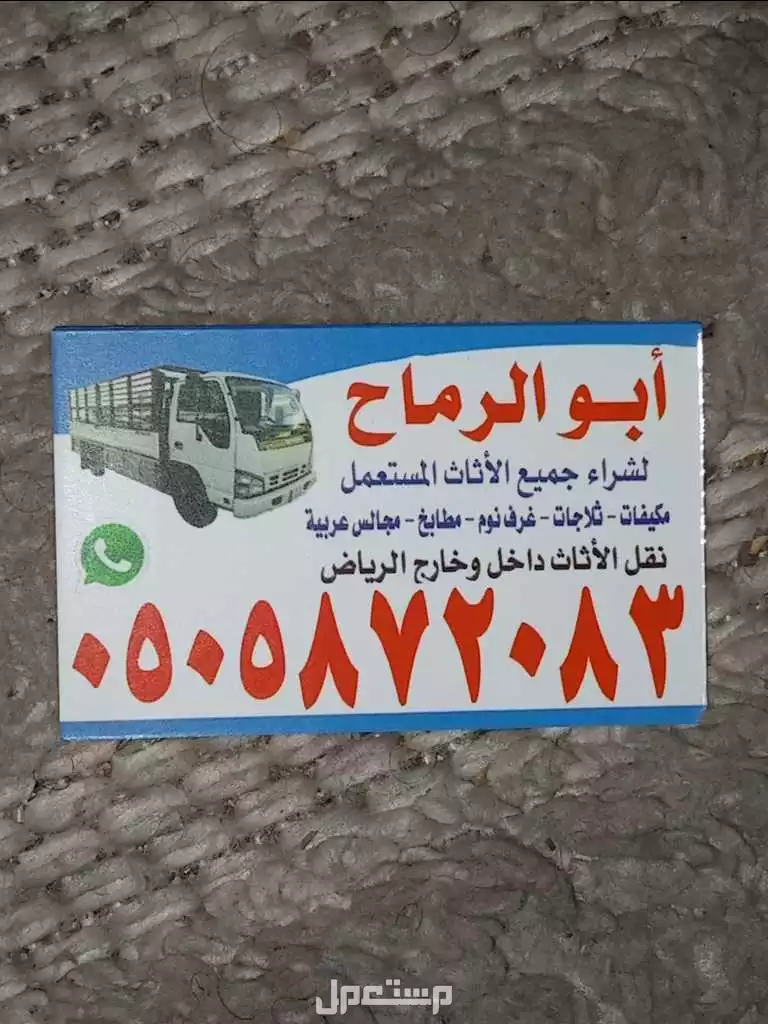 أبو الرماح
لشراء جميع الأثاث المستعمل
مكيفات - ثلاجات - غرف نوم - مطابخ - مجالس عربية
نقل الأثاث داخل وخارج الرياض
٠٥٠٥٨٧٢٠٨٣
مستعمل